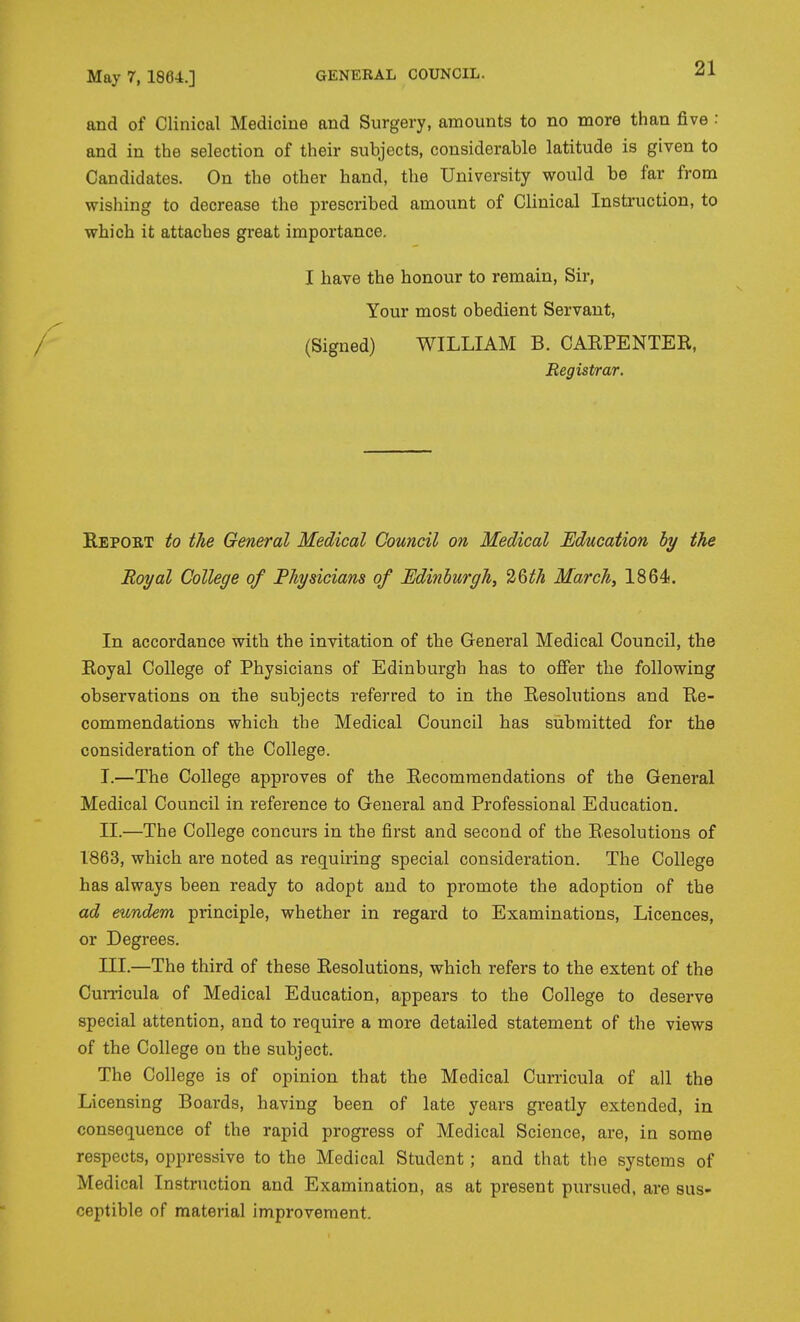 May 7, 1864.] GENERAL COUNCIL. 21
and of Clinical Medicine and Surgery, amounts to no more than five :
and in the selection of their subjects, considerable latitude is given to
Candidates. On the other hand, the University would be far from
wishing to decrease the prescribed amount of Clinical Instruction, to
which it attaches great importance.
I have the honour to remain, Sir,
Your most obedient Servant,
(Signed) WILLIAM B. CARPENTER,
Registrar.
REPORT to the General Medical Council on Medical Education by the
Royal College of Physicians of Edinburgh, 26th March, 1864.
In accordance with the invitation of the General Medical Council, the
Royal College of Physicians of Edinburgh has to offer the following
observations on the subjects referred to in the Resolutions and Re-
commendations which the Medical Council has submitted for the
consideration of the College.
I.—The College approves of the Recommendations of the General
Medical Council in reference to General and Professional Education.
II.—The College concurs in the first and second of the Resolutions of
1863, which are noted as requiring special consideration. The College
has always been ready to adopt and to promote the adoption of the
ad eundem principle, whether in regard to Examinations, Licences,
or Degrees.
III.—The third of these Resolutions, which refers to the extent of the
Curricula of Medical Education, appears to the College to deserve
special attention, and to require a more detailed statement of the views
of the College on the subject.
The College is of opinion that the Medical Curricula of all the
Licensing Boards, having been of late years greatly extended, in
consequence of the rapid progress of Medical Science, are, in some
respects, oppressive to the Medical Student ; and that the systems of
Medical Instruction and Examination, as at present pursued, are sus-
ceptible of material improvement.